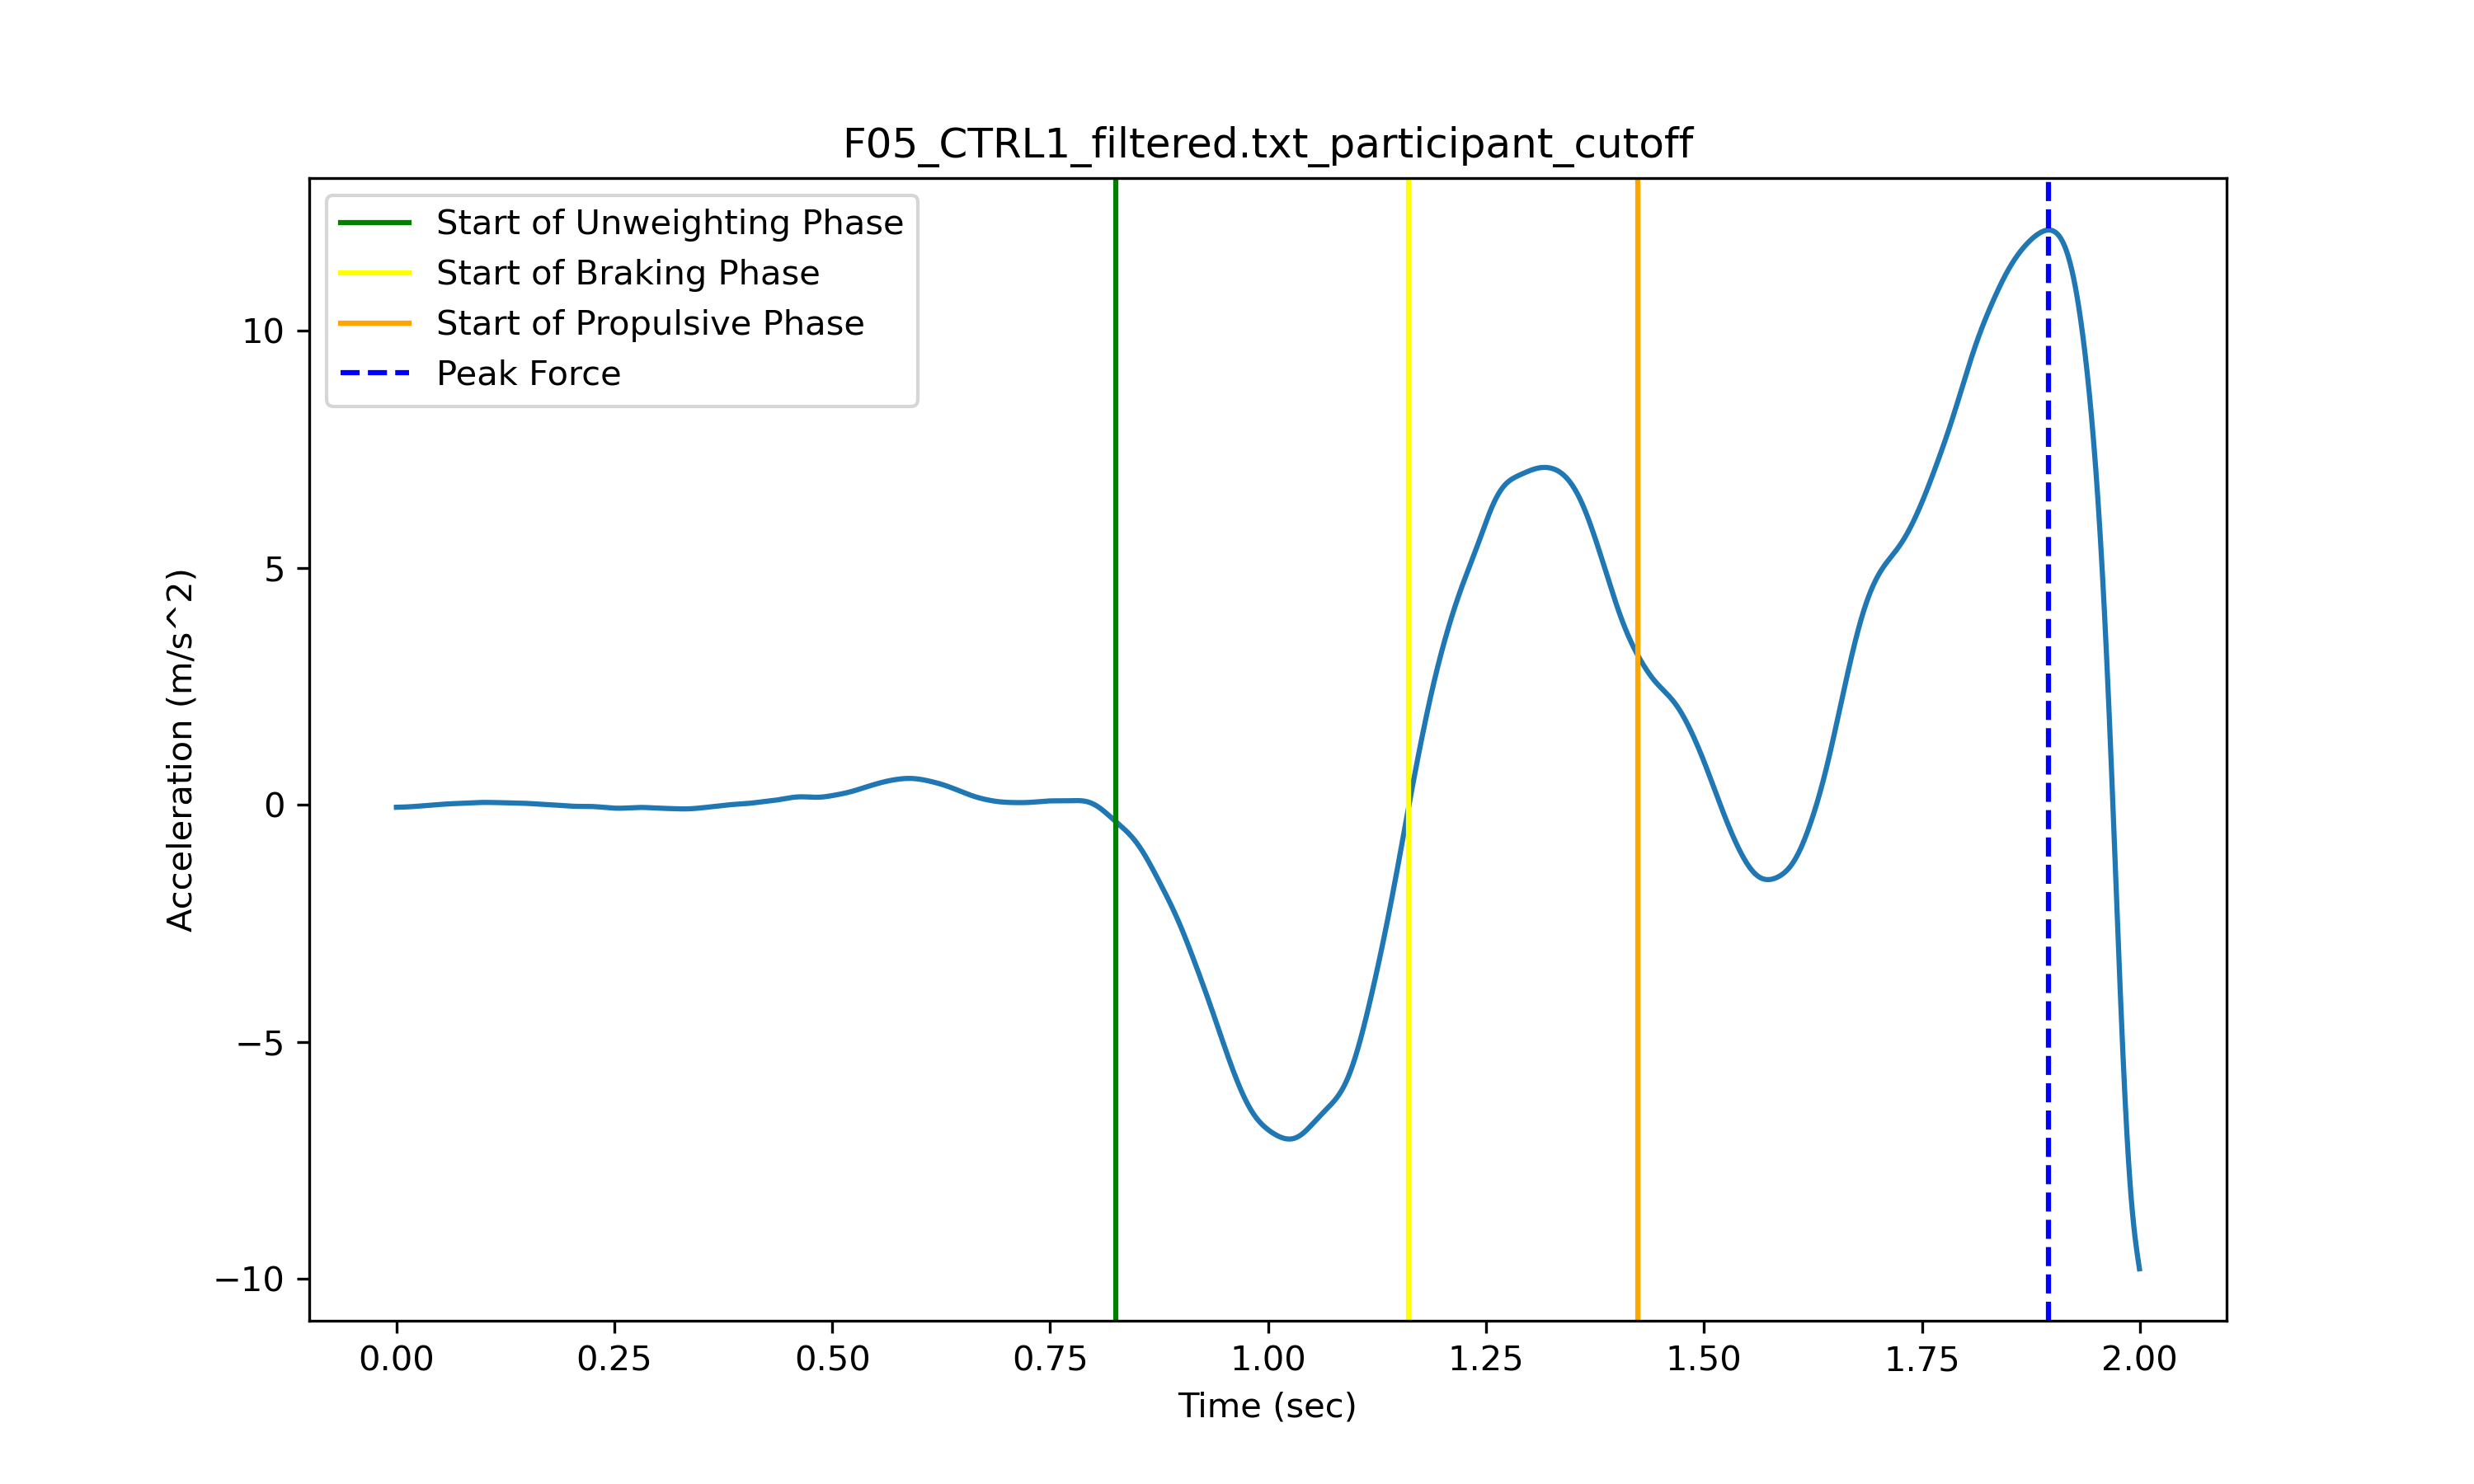 F05_CTRL1_filtered.txt_participant_cutoff
Start of Unweighting Phase
Start of Braking Phase
Start of Propulsive Phase
Peak Force
Acceleration (m/s^2)
10
5
0
−5
−10
0.00 0.25 0.50 0.75 1.00 1.25 1.50 1.75 2.00
Time (sec)